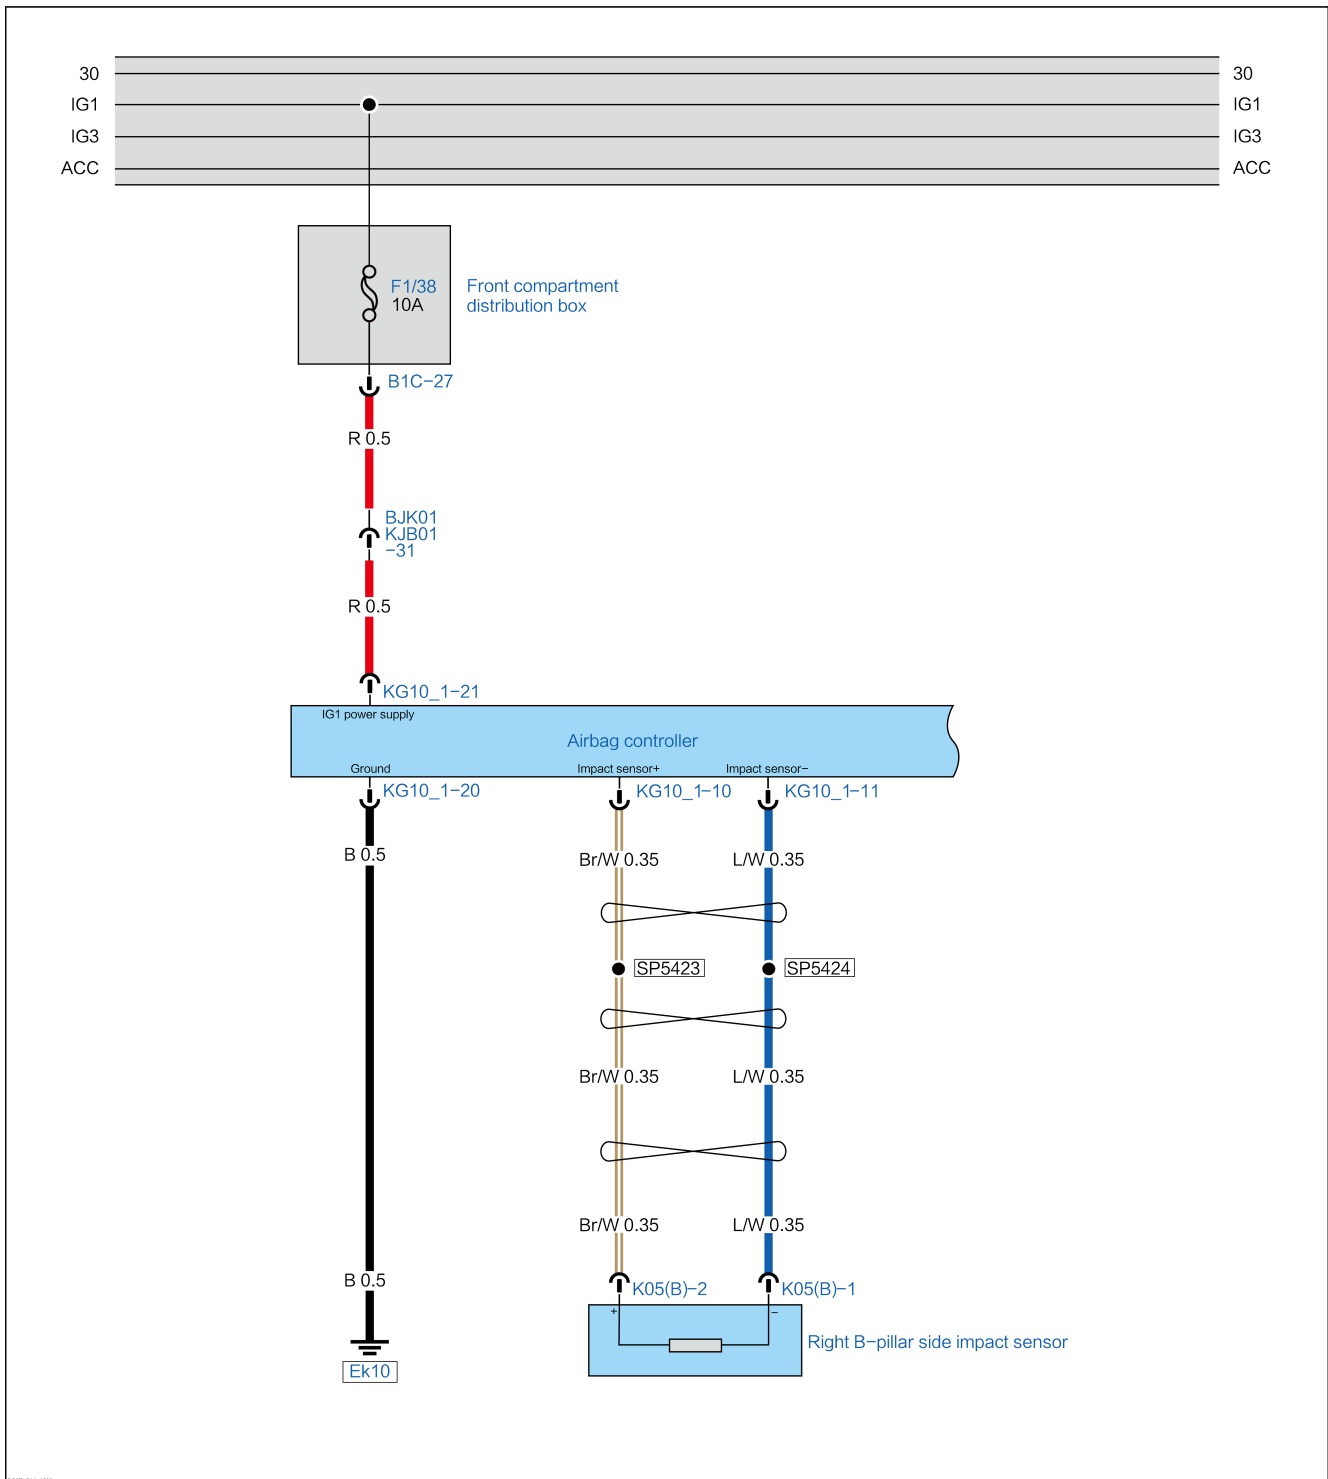 30
30
IG1
IG1
IG3
IG3
ACC
ACC
F1/38
10A
Front compartment
distribution box
B1C-27
R 0.5
BJK01
KJB01
-31
R 0.5
KG10_1-21
IG1 power supply
Airbag controller
Ground
Impact sensor+
Impact sensor-
KG10_1-20
KG10_1-10
KG10_1-11
B 0.5
Br/W 0.35
L/W 0.35
SP5423
SP5424
Br/W 0.35
L/W 0.35
Br/W 0.35
L/W 0.35
B 0.5
K05(B)-2
K05(B)-1
+
-
Right B-pillar side impact sensor
Ek10